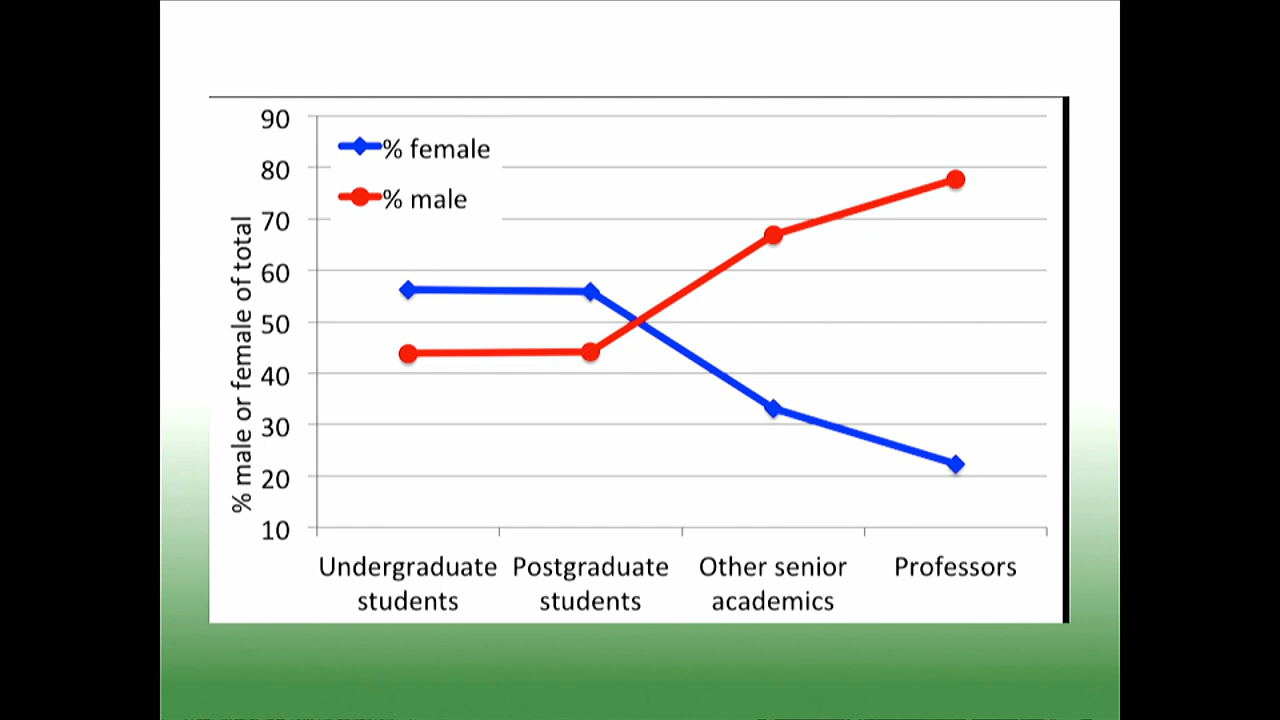 % male or female of total
90
80
70
60
50
40
30
20
10
% female
% male
Undergraduate students
Postgraduate students
Other senior academics
Professors